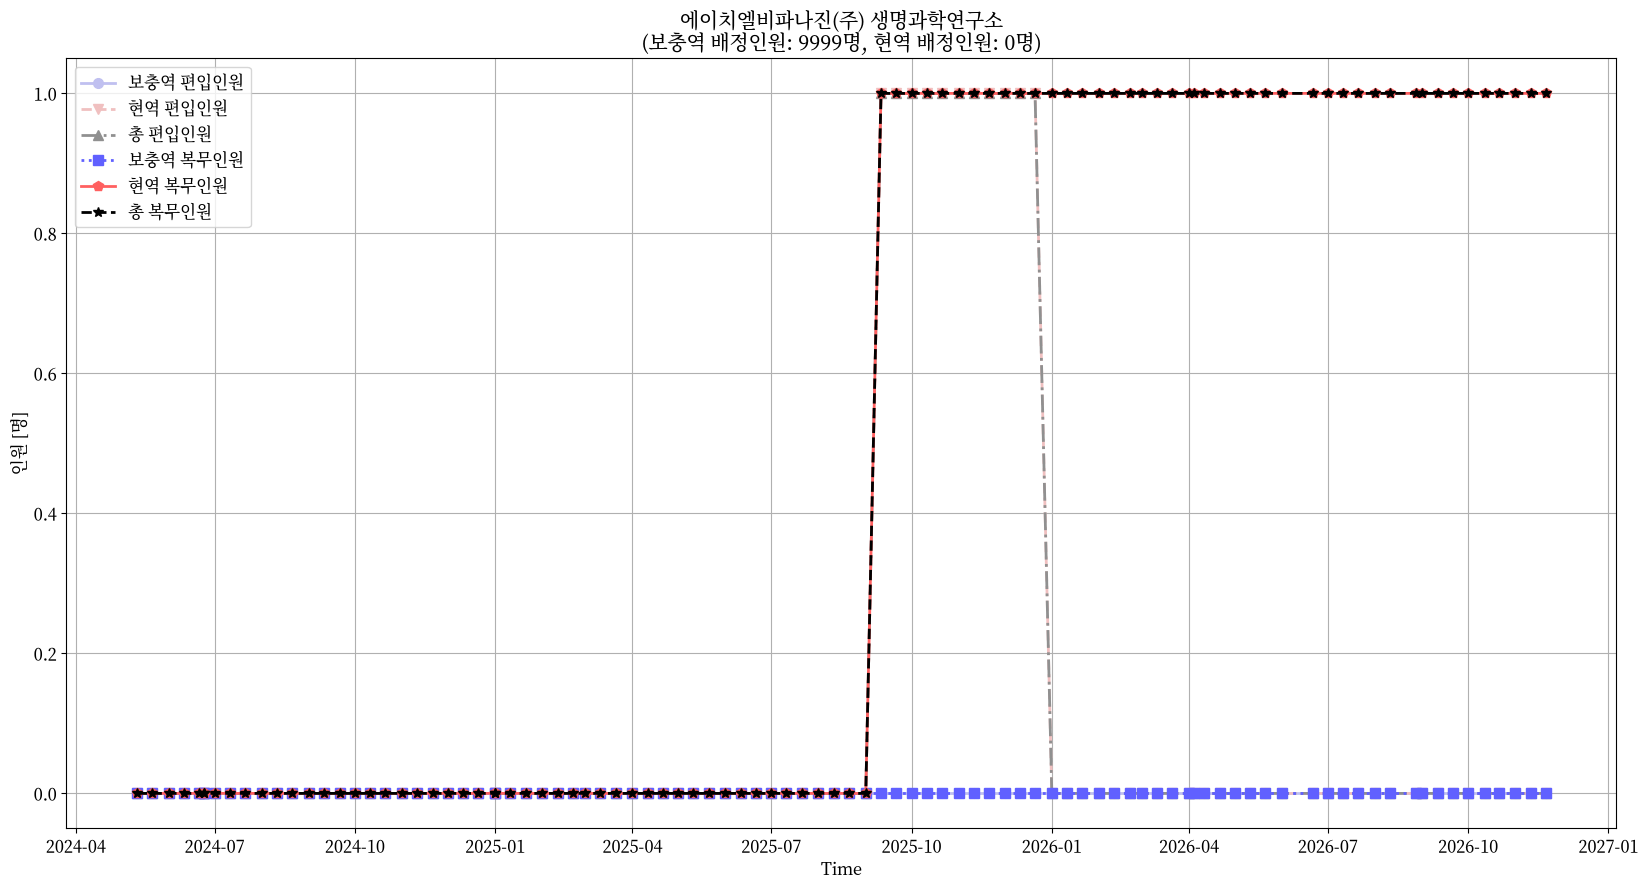 에이치엘비파나진(주) 생명과학연구소
(보충역 배정인원: 9999명, 현역 배정인원: 0명)
보충역 편입인원
현역 편입인원
총 편입인원
보충역 복무인원
현역 복무인원
총 복무인원
1.0
0.8
0.6
0.4
0.2
0.0
인원 [명]
2024-04
2024-07
2024-10
2025-01
2025-04
2025-07
2025-10
2026-01
2026-04
2026-07
2026-10
2027-01
Time